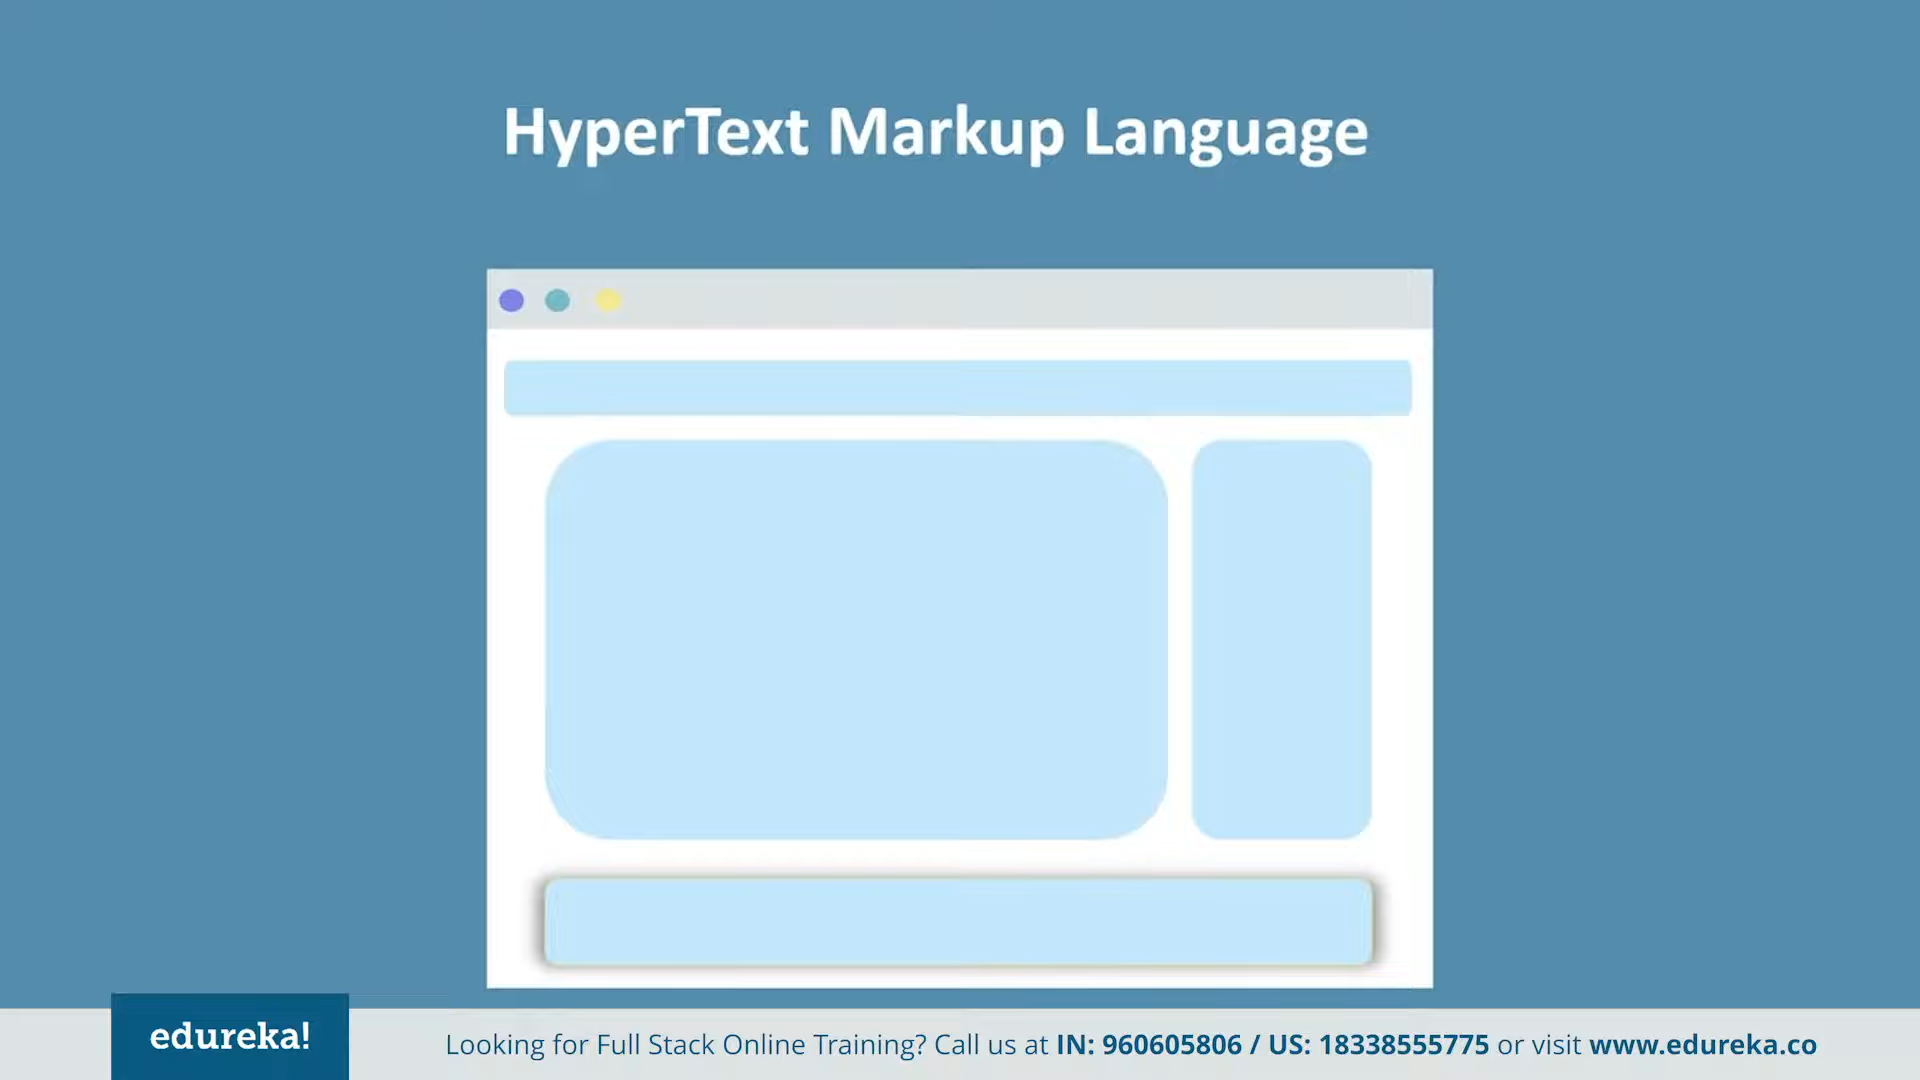 HyperText Markup Language
edureka!
Looking for Full Stack Online Training? Call us at IN: 960605806 / US: 18338555775 or visit www.edureka.co